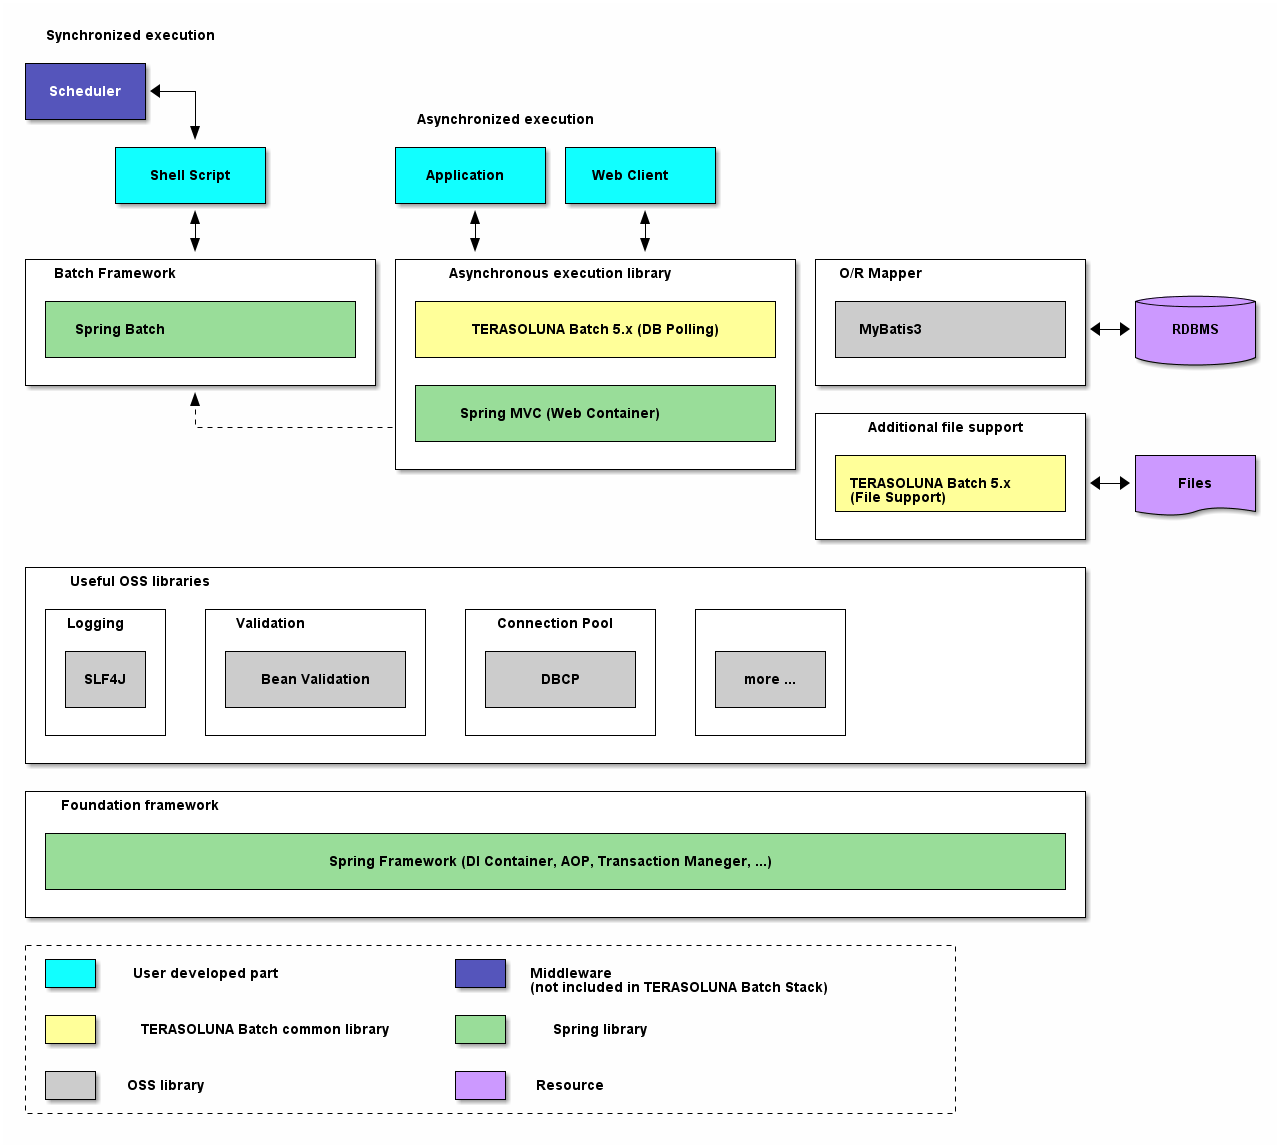 Synchronized execution
Scheduler
Asynchronized execution
Shell Script
Application
Web Client
Batch Framework
Asynchronous execution library
O/R Mapper
Spring Batch
TERASOLUNA Batch 5.x (DB Polling)
MyBatis3
RDBMS
Spring MVC (Web Container)
Additional file support
TERASOLUNA Batch 5.x
(File Support)
Files
Useful OSS libraries
Logging
Validation
Connection Pool
SLF4J
Bean Validation
DBCP
more ...
Foundation framework
Spring Framework (DI Container, AOP, Transaction Maneger, ...)
User developed part
Middleware
(not included in TERASOLUNA Batch Stack)
TERASOLUNA Batch common library
Spring library
OSS library
Resource